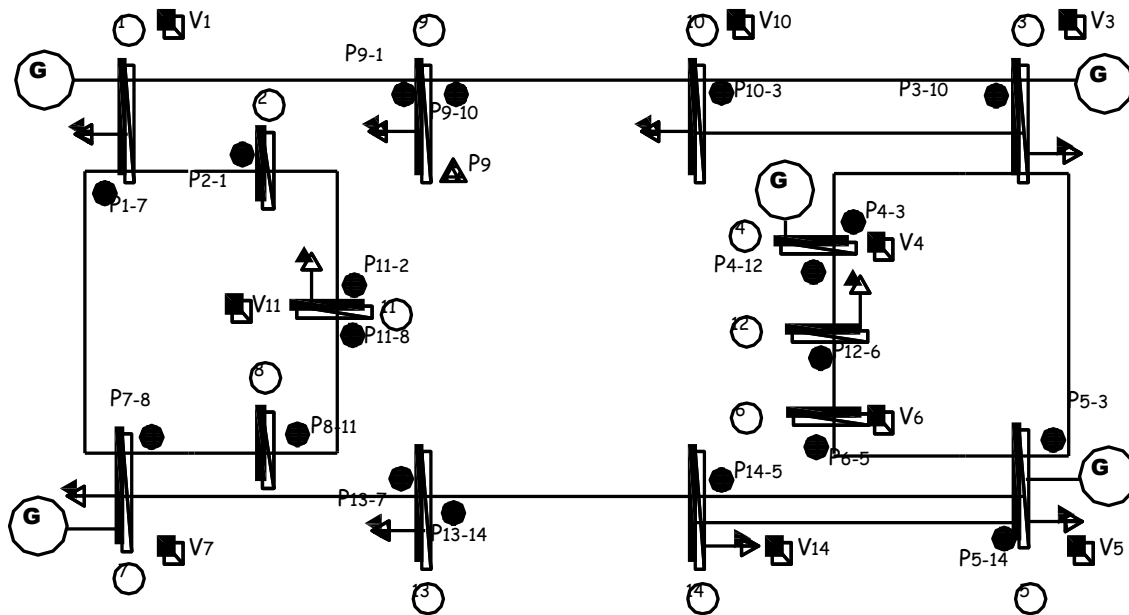 1
V1
9
10
V10
3
V3
G
P9-1
G
2
P9-10
P10-3
P3-10
P2-1
P9
G
P1-7
P4-3
4
V4
P4-12
P11-2
V11
11
12
P11-8
P12-6
8
P7-8
P5-3
6
V6
P8-11
P6-5
P14-5
G
P13-7
G
P13-14
V7
V14
P5-14
V5
7
13
14
5